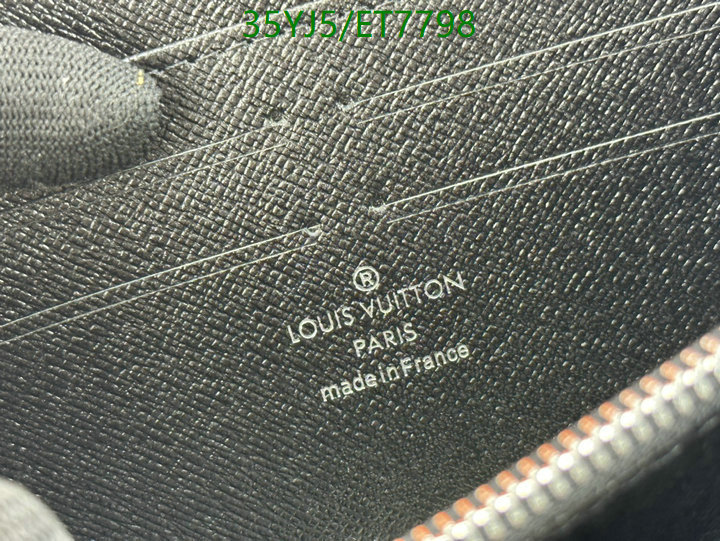 35YJ5/ET7798
®
LOUIS VUITTON
PARIS
made in France